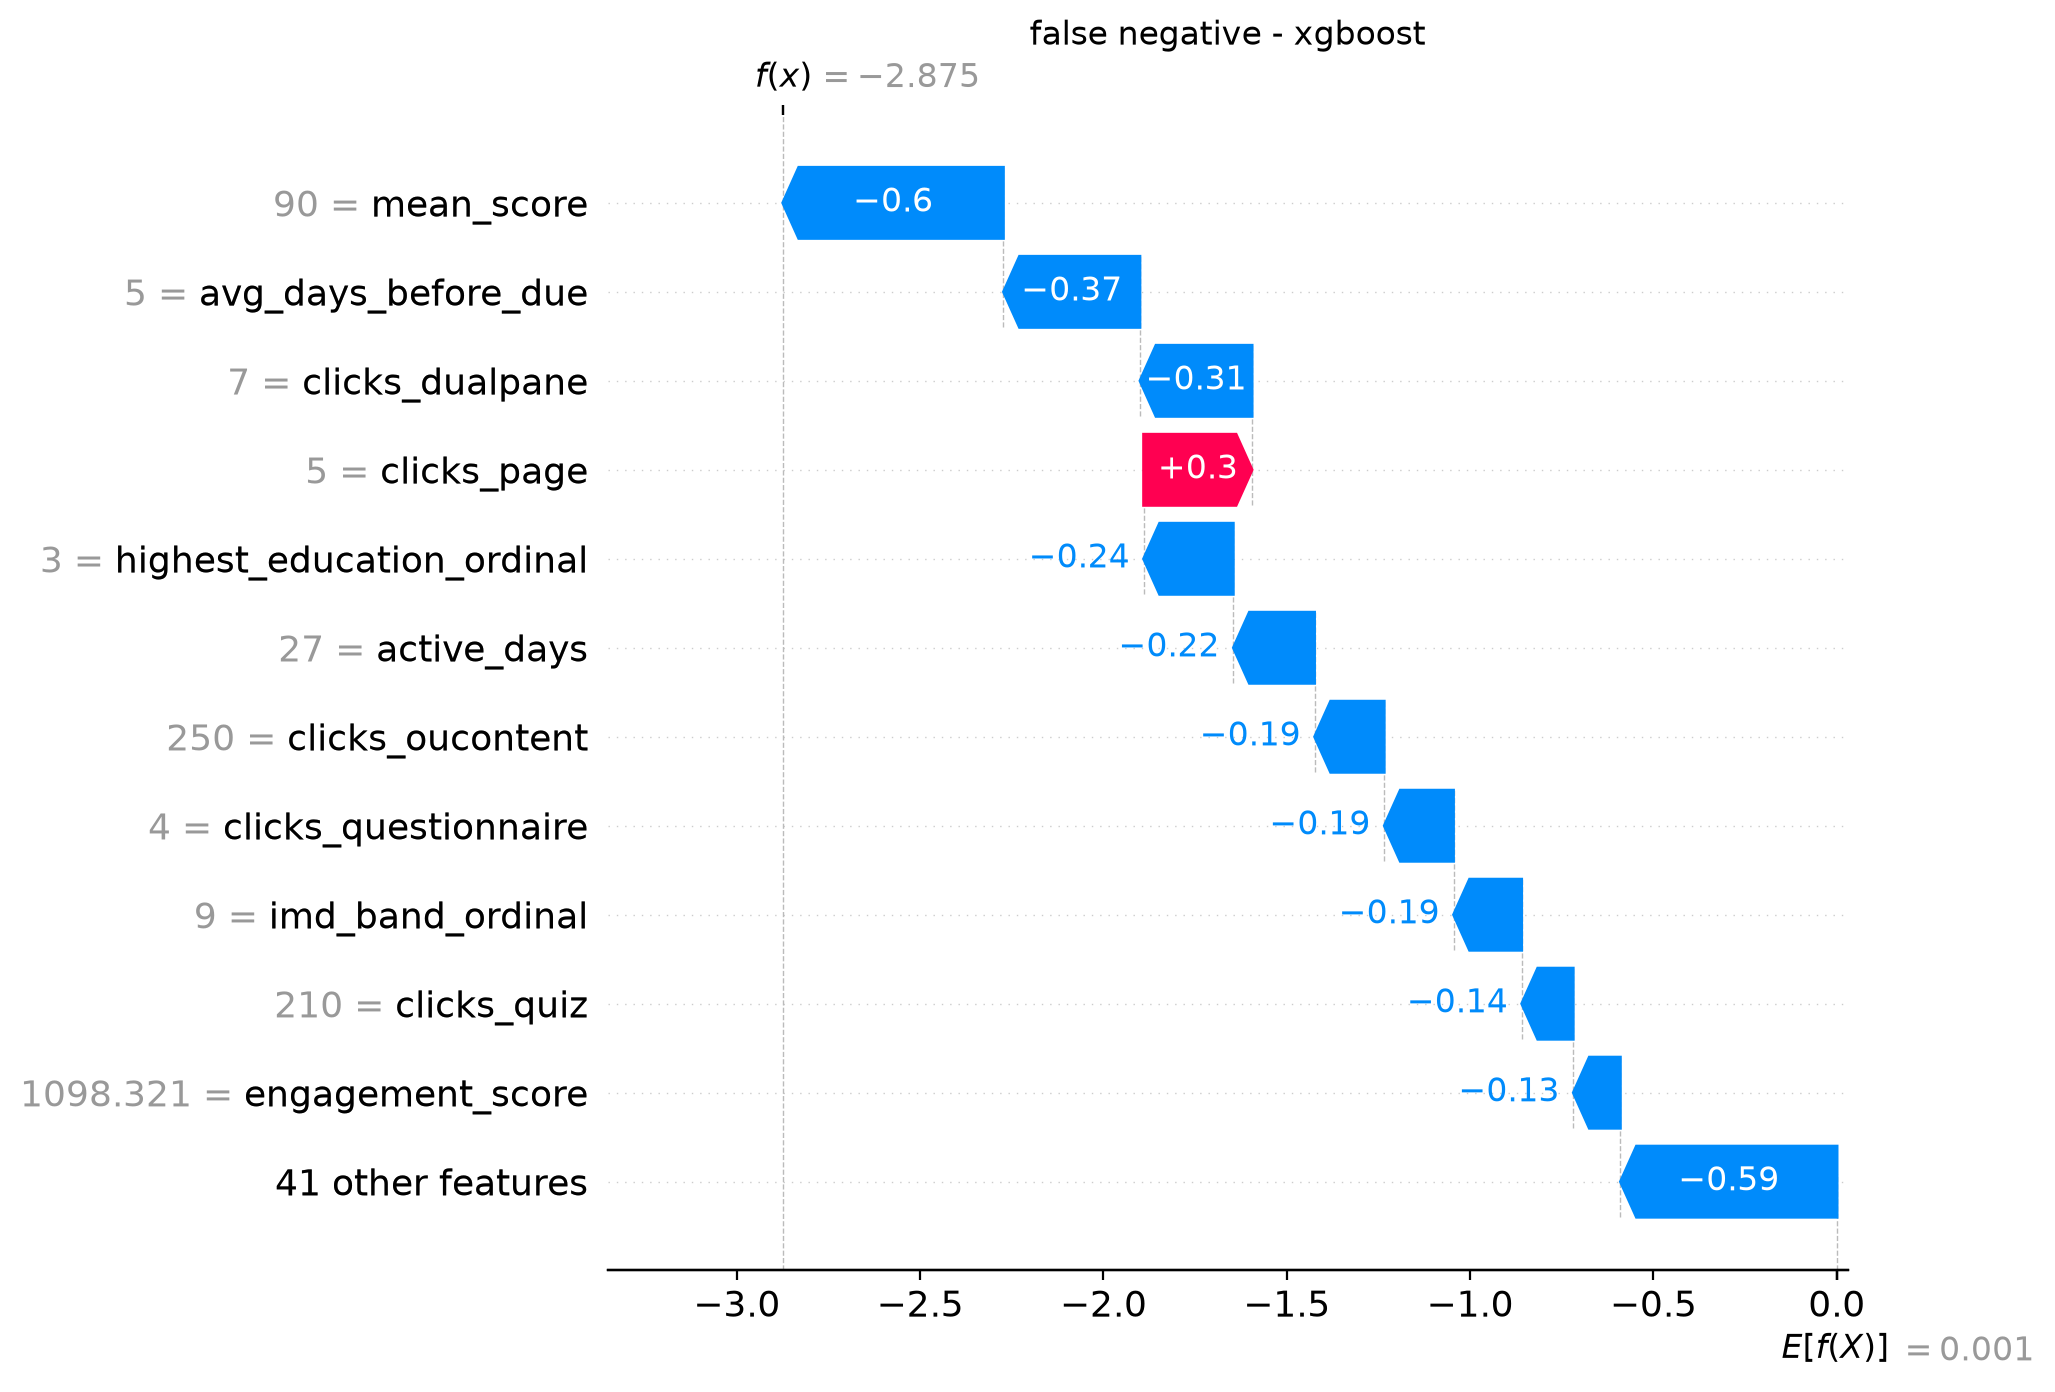 false negative - xgboost
f(x) = −2.875
90 = mean_score
−0.6
5 = avg_days_before_due
−0.37
7 = clicks_dualpane
−0.31
5 = clicks_page
+0.3
3 = highest_education_ordinal
−0.24
27 = active_days
−0.22
250 = clicks_oucontent
−0.19
4 = clicks_questionnaire
−0.19
9 = imd_band_ordinal
−0.19
210 = clicks_quiz
−0.14
1098.321 = engagement_score
−0.13
41 other features
−0.59
−3.0 −2.5 −2.0 −1.5 −1.0 −0.5 0.0
E[f(X)] = 0.001